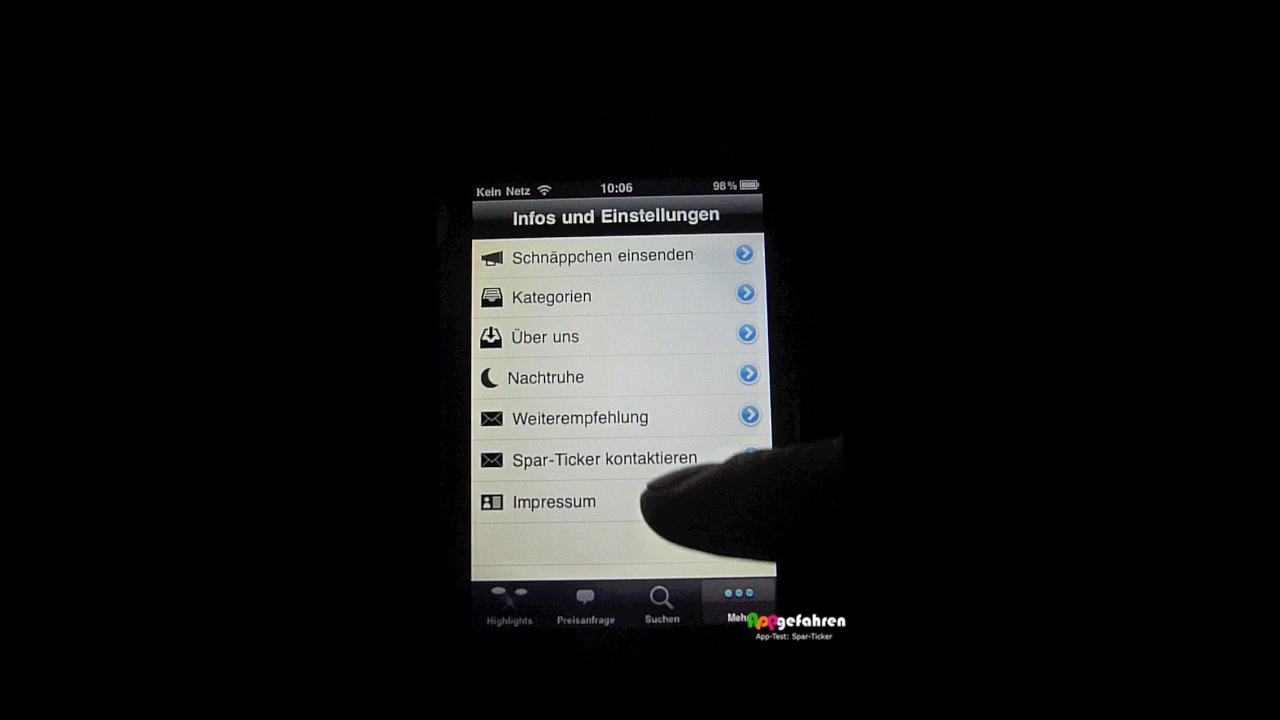 Kein Netz 10:06 98%
Infos und Einstellungen
Schnäppchen einsenden
Kategorien
Über uns
Nachtruhe
Weiterempfehlung
Spar-Ticker kontaktieren
Impressum
Highlights Preisanfrage Suchen Meh
Appgefahren
App-Test: Spar-Ticker